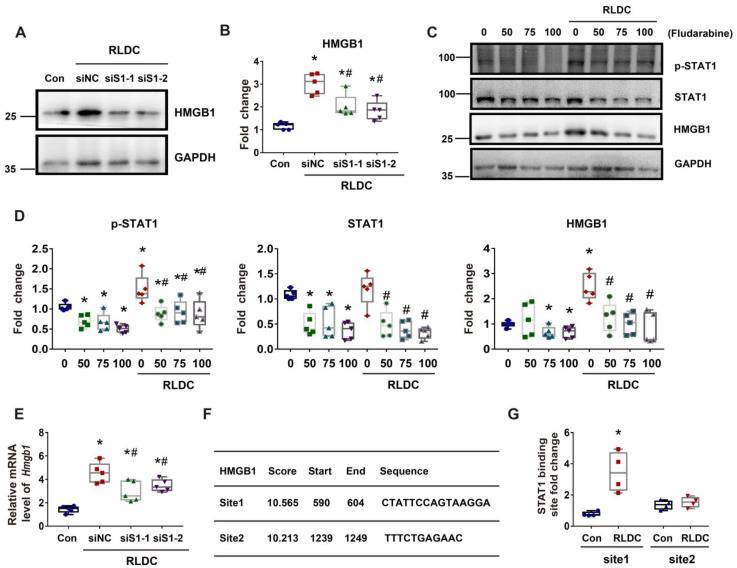 A
RLDC
Con siNC siS1-1 siS1-2
25
HMGB1
35
GAPDH
B
HMGB1
Fold change
4
3
2
1
0
*
*#
*#
Con siNC siS1-1 siS1-2
RLDC
C
RLDC
0 50 75 100 0 50 75 100 (Fludarabine)
100
p-STAT1
100
STAT1
25
HMGB1
35
GAPDH
D
p-STAT1
Fold change
2.5
2.0
1.5
1.0
0.5
0.0
* * * * *# *# *#
0 50 75 100 0 50 75 100
RLDC
STAT1
Fold change
2.0
1.5
1.0
0.5
0.0
* * * # # #
0 50 75 100 0 50 75 100
RLDC
HMGB1
Fold change
4
3
2
1
0
* * * # # #
0 50 75 100 0 50 75 100
RLDC
E
Relative mRNA
level of Hmgb1
8
6
4
2
0
*
*#
*#
Con siNC siS1-1 siS1-2
RLDC
F
HMGB1 Score Start End Sequence
Site1 10.565 590 604 CTATTCCAGTAAGGA
Site2 10.213 1239 1249 TTTCTGAGAAC
G
STAT1 binding
site fold change
6
4
2
0
*
Con RLDC Con RLDC
site1 site2